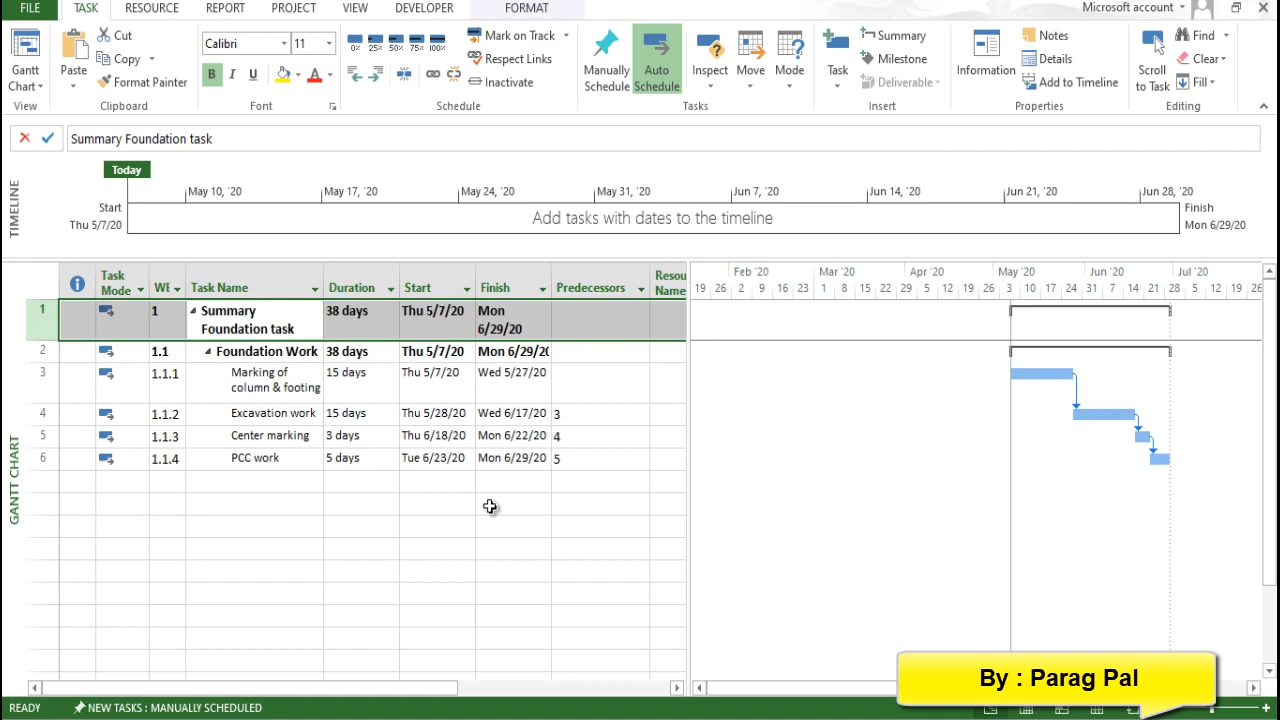 FILE TASK RESOURCE REPORT PROJECT VIEW DEVELOPER FORMAT Microsoft account
Cut
Copy
Format Painter
Paste
Gantt
Chart
View
Clipboard
Calibri 11
B I U A
Font
0% 25% 50% 75% 100%
Mark on Track
Respect Links
Inactivate
Schedule
Manually
Schedule
Auto
Schedule
Inspect Move Mode
Tasks
Task
Summary
Milestone
Deliverable
Insert
Information
Notes
Details
Add to Timeline
Properties
Scroll
to Task
Find
Clear
Fill
Editing
Summary Foundation task
TIMELINE
Today
May 10, '20 May 17, '20 May 24, '20 May 31, '20 Jun 7, '20 Jun 14, '20 Jun 21, '20 Jun 28, '20
Start
Thu 5/7/20
Add tasks with dates to the timeline
Finish
Mon 6/29/20
GANTT CHART
Task
Mode WI Task Name Duration Start Finish Predecessors Resou
Name
Feb '20 Mar '20 Apr '20 May '20 Jun '20 Jul '20
19 26 2 9 16 23 1 8 15 22 29 5 12 19 26 3 10 17 24 31 7 14 21 28 5 12 19 26
1 1 Summary
Foundation task 38 days Thu 5/7/20 Mon
6/29/20
2 1.1 Foundation Work 38 days Thu 5/7/20 Mon 6/29/20
3 1.1.1 Marking of
column & footing 15 days Thu 5/7/20 Wed 5/27/20
4 1.1.2 Excavation work 15 days Thu 5/28/20 Wed 6/17/20 3
5 1.1.3 Center marking 3 days Thu 6/18/20 Mon 6/22/20 4
6 1.1.4 PCC work 5 days Tue 6/23/20 Mon 6/29/20 5
By : Parag Pal
READY NEW TASKS : MANUALLY SCHEDULED